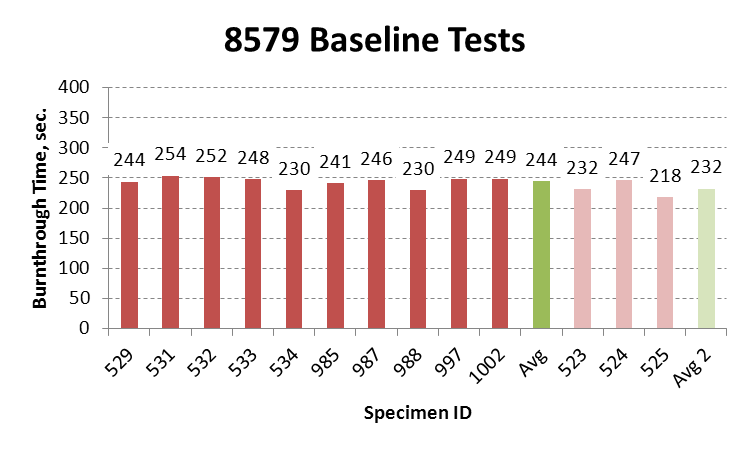 8579 Baseline Tests
Burnthrough Time, sec.
400
350
300
250
200
150
100
50
0
244 254 252 248 230 241 246 230 249 249 244 232 247 218 232
529 531 532 533 534 985 987 988 997 1002 Avg 523 524 525 Avg 2
Specimen ID